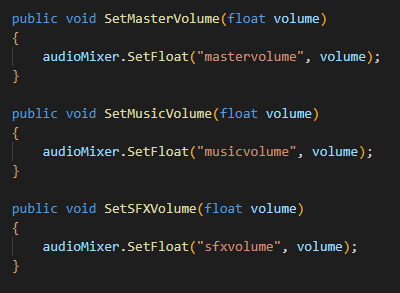 public void SetMasterVolume(float volume)
{
    audioMixer.SetFloat("mastervolume", volume);
}

public void SetMusicVolume(float volume)
{
    audioMixer.SetFloat("musicvolume", volume);
}

public void SetSFXVolume(float volume)
{
    audioMixer.SetFloat("sfxvolume", volume);
}